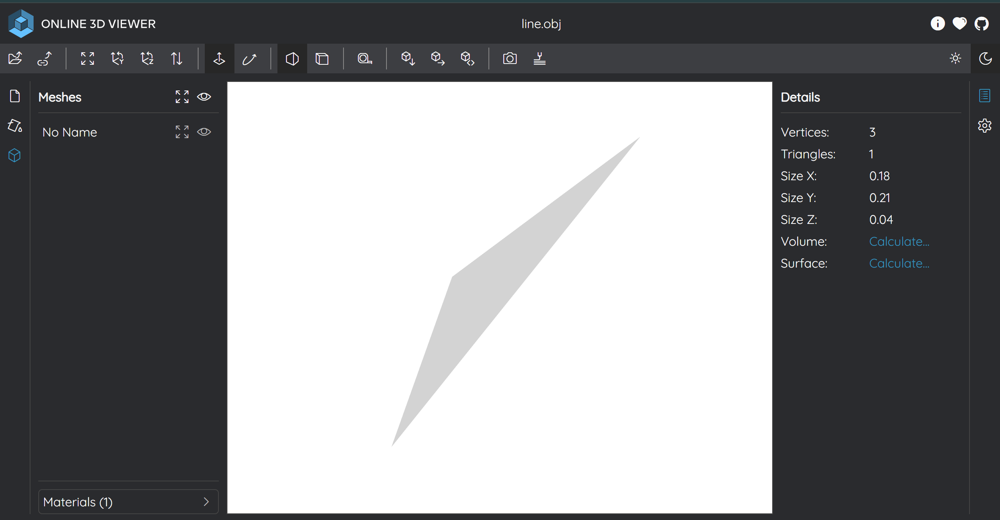 ONLINE 3D VIEWER
line.obj
Meshes
No Name
Materials (1)
Details
Vertices: 3
Triangles: 1
Size X: 0.18
Size Y: 0.21
Size Z: 0.04
Volume: Calculate...
Surface: Calculate...